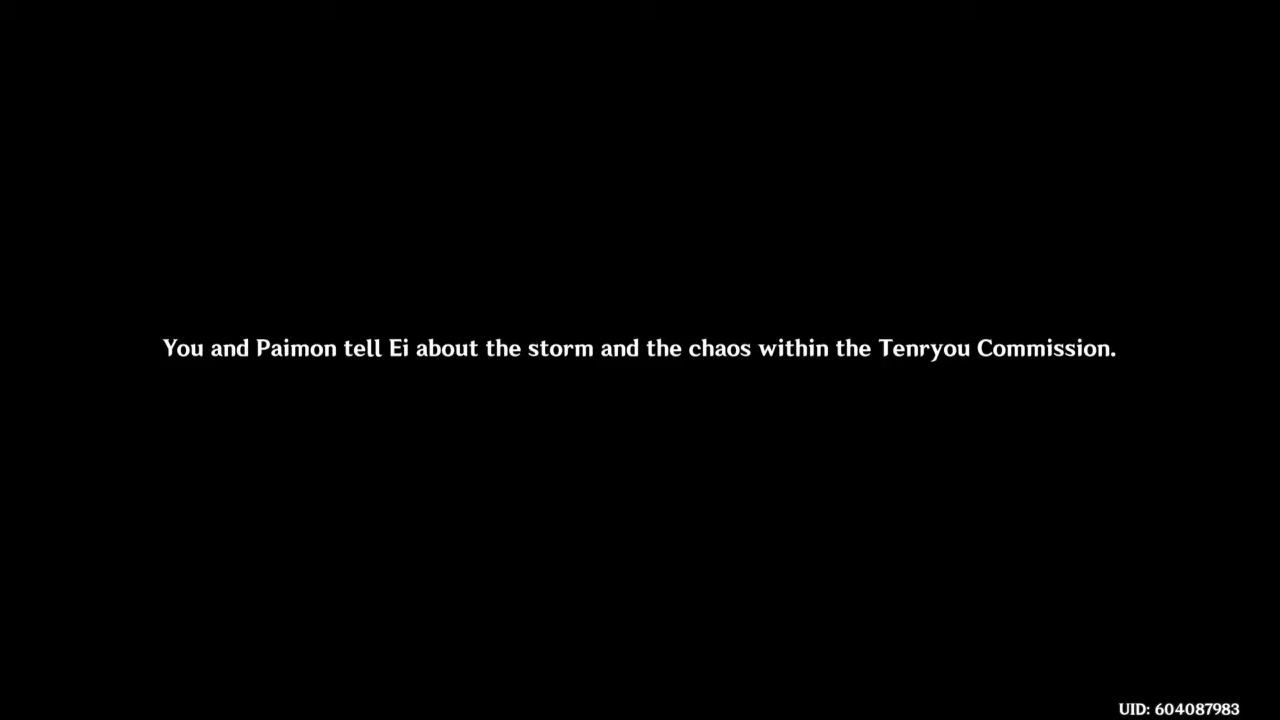 You and Paimon tell Ei about the storm and the chaos within the Tenryou Commission.
UID: 604087983